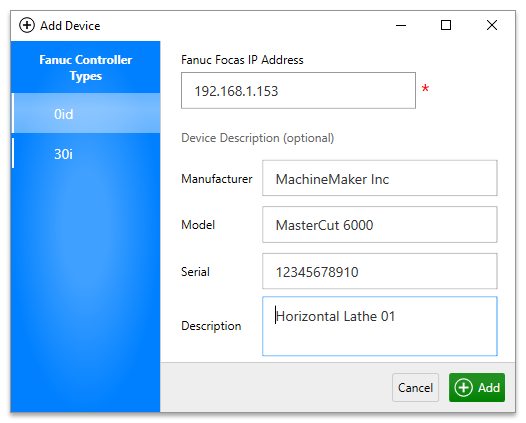 Add Device
Fanuc Controller
Types
0id
30i
Fanuc Focas IP Address
192.168.1.153 *
Device Description (optional)
Manufacturer MachineMaker Inc
Model MasterCut 6000
Serial 12345678910
Description Horizontal Lathe 01
Cancel Add